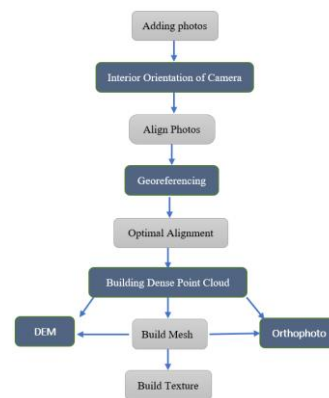 Adding photos
Interior Orientation of Camera
Align Photos
Georeferencing
Optimal Alignment
Building Dense Point Cloud
DEM
Build Mesh
Orthophoto
Build Texture